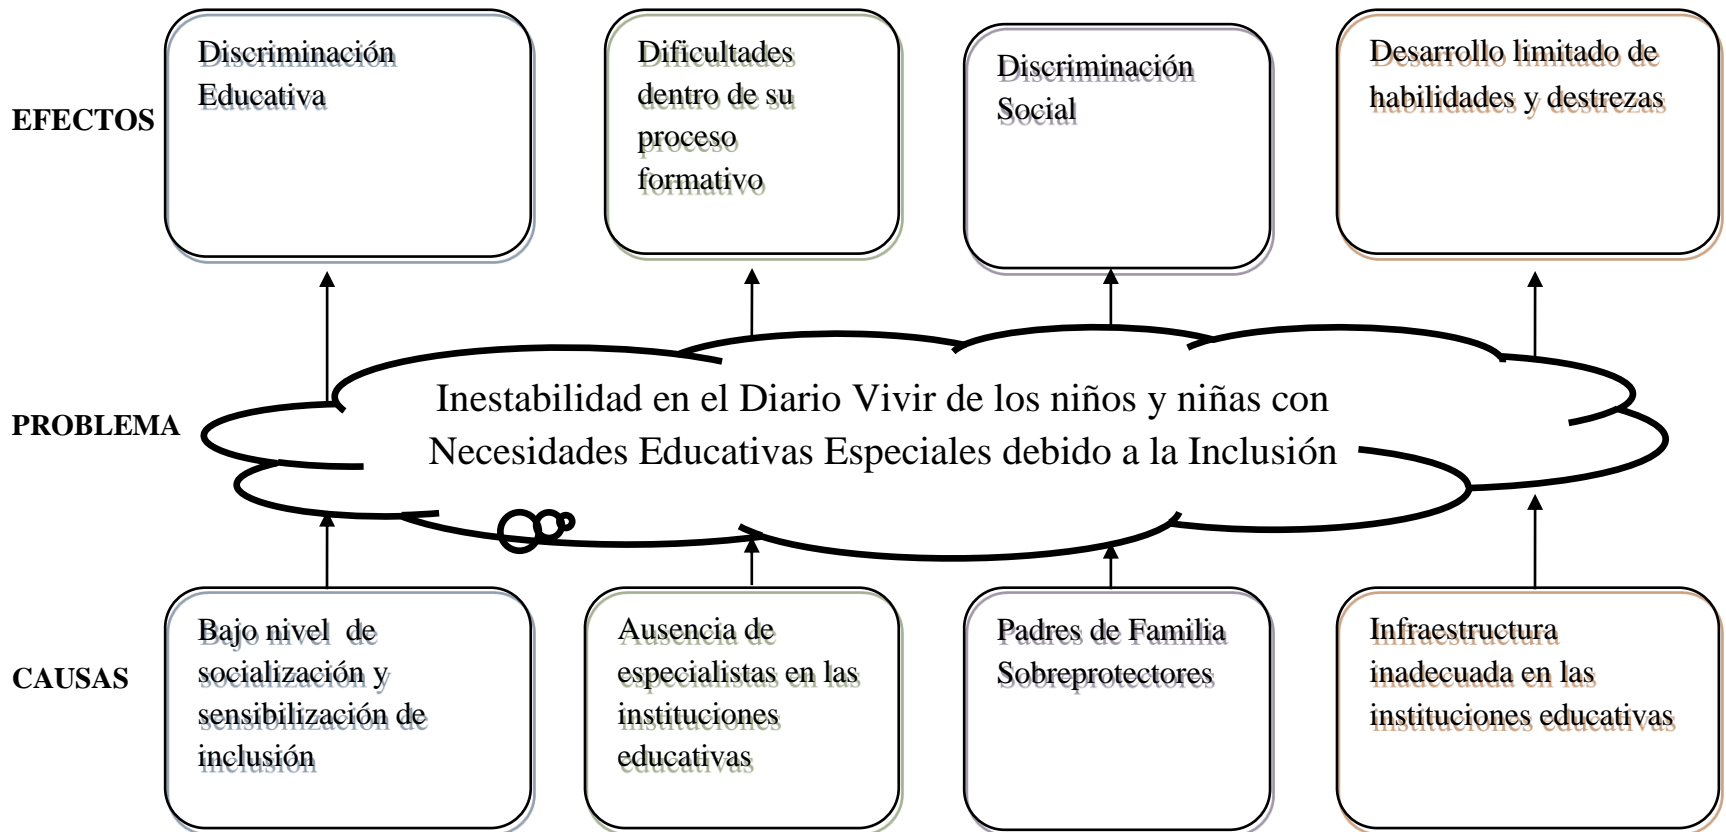 EFECTOS
Discriminación
Educativa
Dificultades
dentro de su
proceso
formativo
Discriminación
Social
Desarrollo limitado de
habilidades y destrezas
PROBLEMA
Inestabilidad en el Diario Vivir de los niños y niñas con
Necesidades Educativas Especiales debido a la Inclusión
CAUSAS
Bajo nivel  de
socialización y
sensibilización de
inclusión
Ausencia de
especialistas en las
instituciones
educativas
Padres de Familia
Sobreprotectores
Infraestructura
inadecuada en las
instituciones educativas